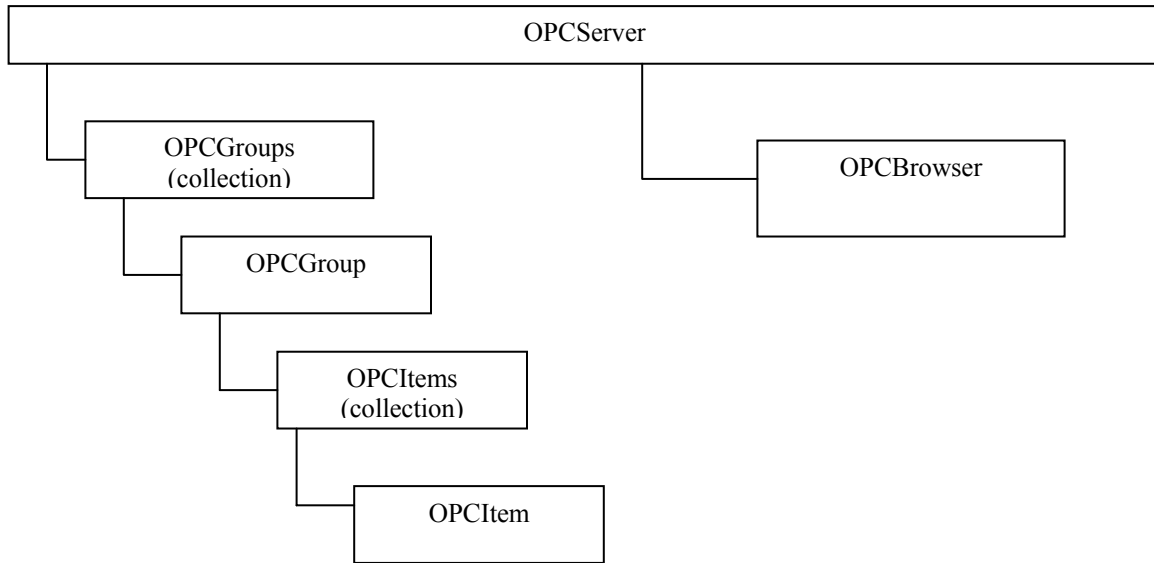 OPCServer
OPCGroups
(collection)
OPCBrowser
OPCGroup
OPCItems
(collection)
OPCItem